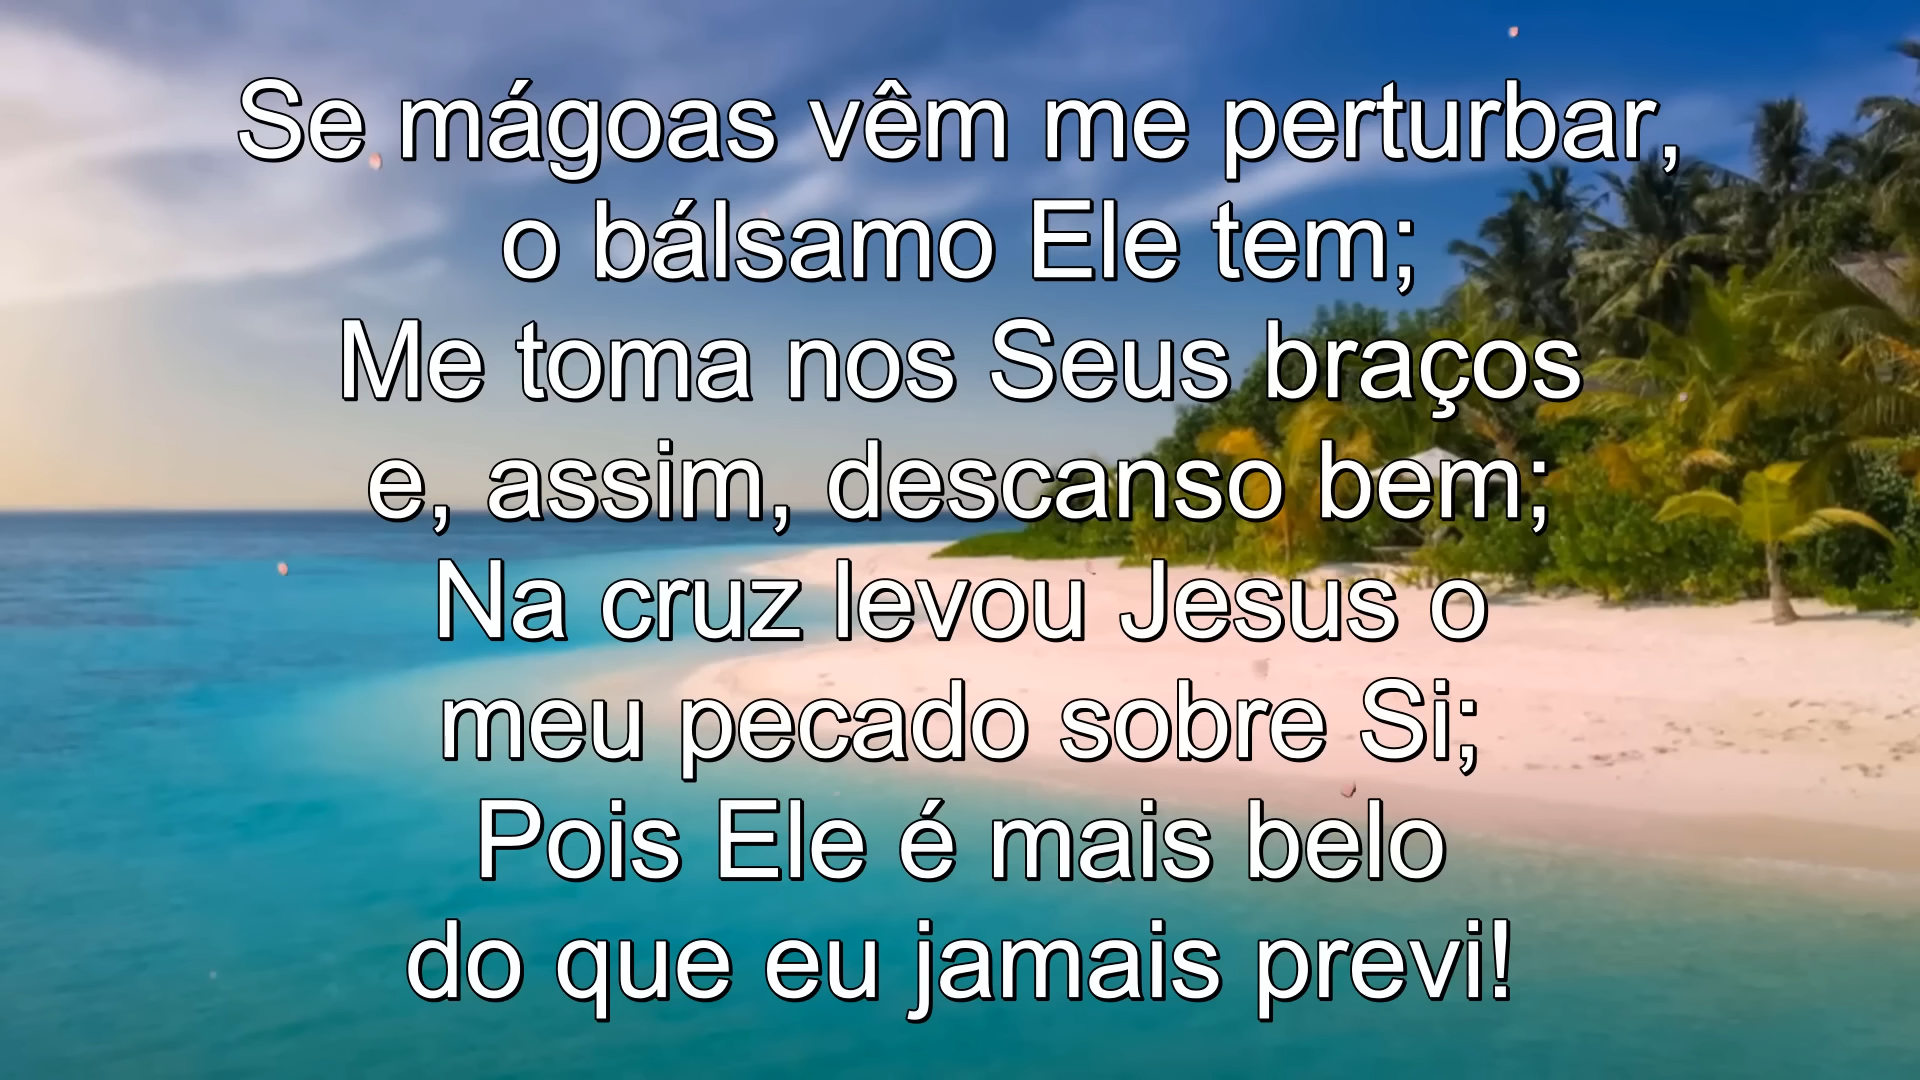 Se mágoas vêm me perturbar,
o bálsamo Ele tem;
Me toma nos Seus braços
e, assim, descanso bem;
Na cruz levou Jesus o
meu pecado sobre Si;
Pois Ele é mais belo
do que eu jamais previ!